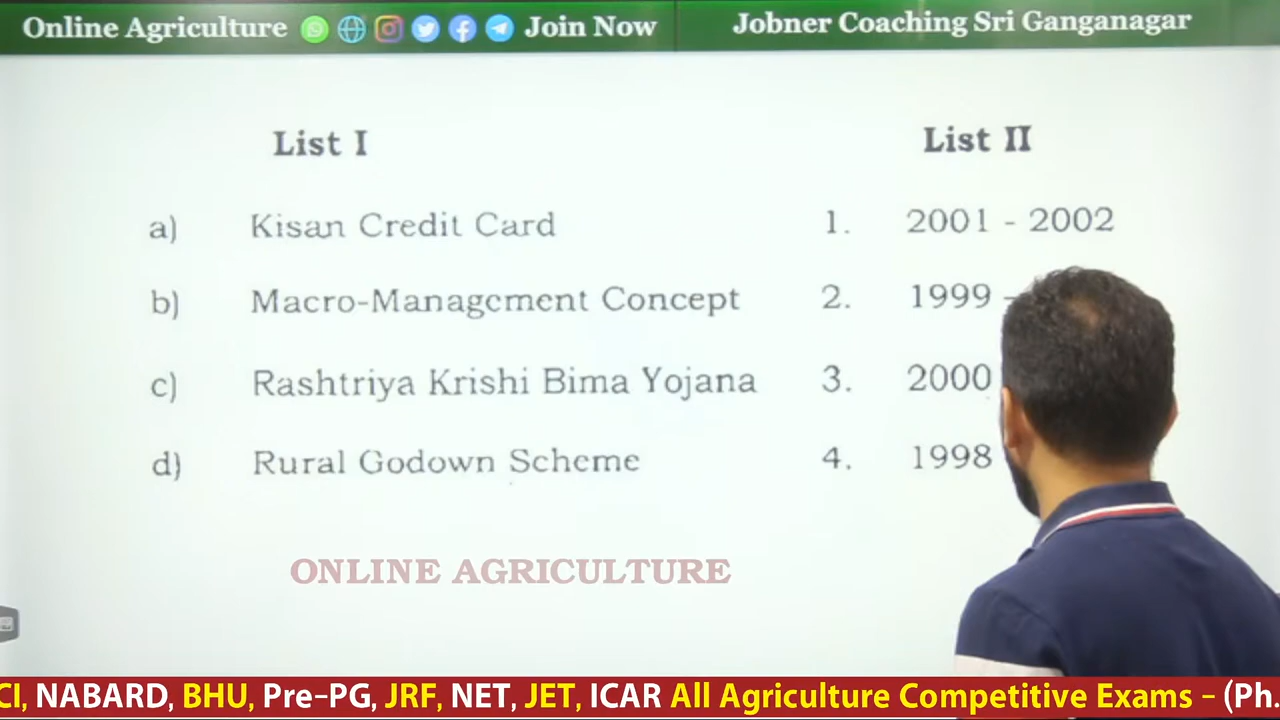 Online Agriculture Join Now Jobner Coaching Sri Ganganagar
List I List II
a) Kisan Credit Card 1. 2001 - 2002
b) Macro-Management Concept 2. 1999 -
c) Rashtriya Krishi Bima Yojana 3. 2000
d) Rural Godown Scheme 4. 1998
ONLINE AGRICULTURE
CI, NABARD, BHU, Pre-PG, JRF, NET, JET, ICAR All Agriculture Competitive Exams - (Ph.